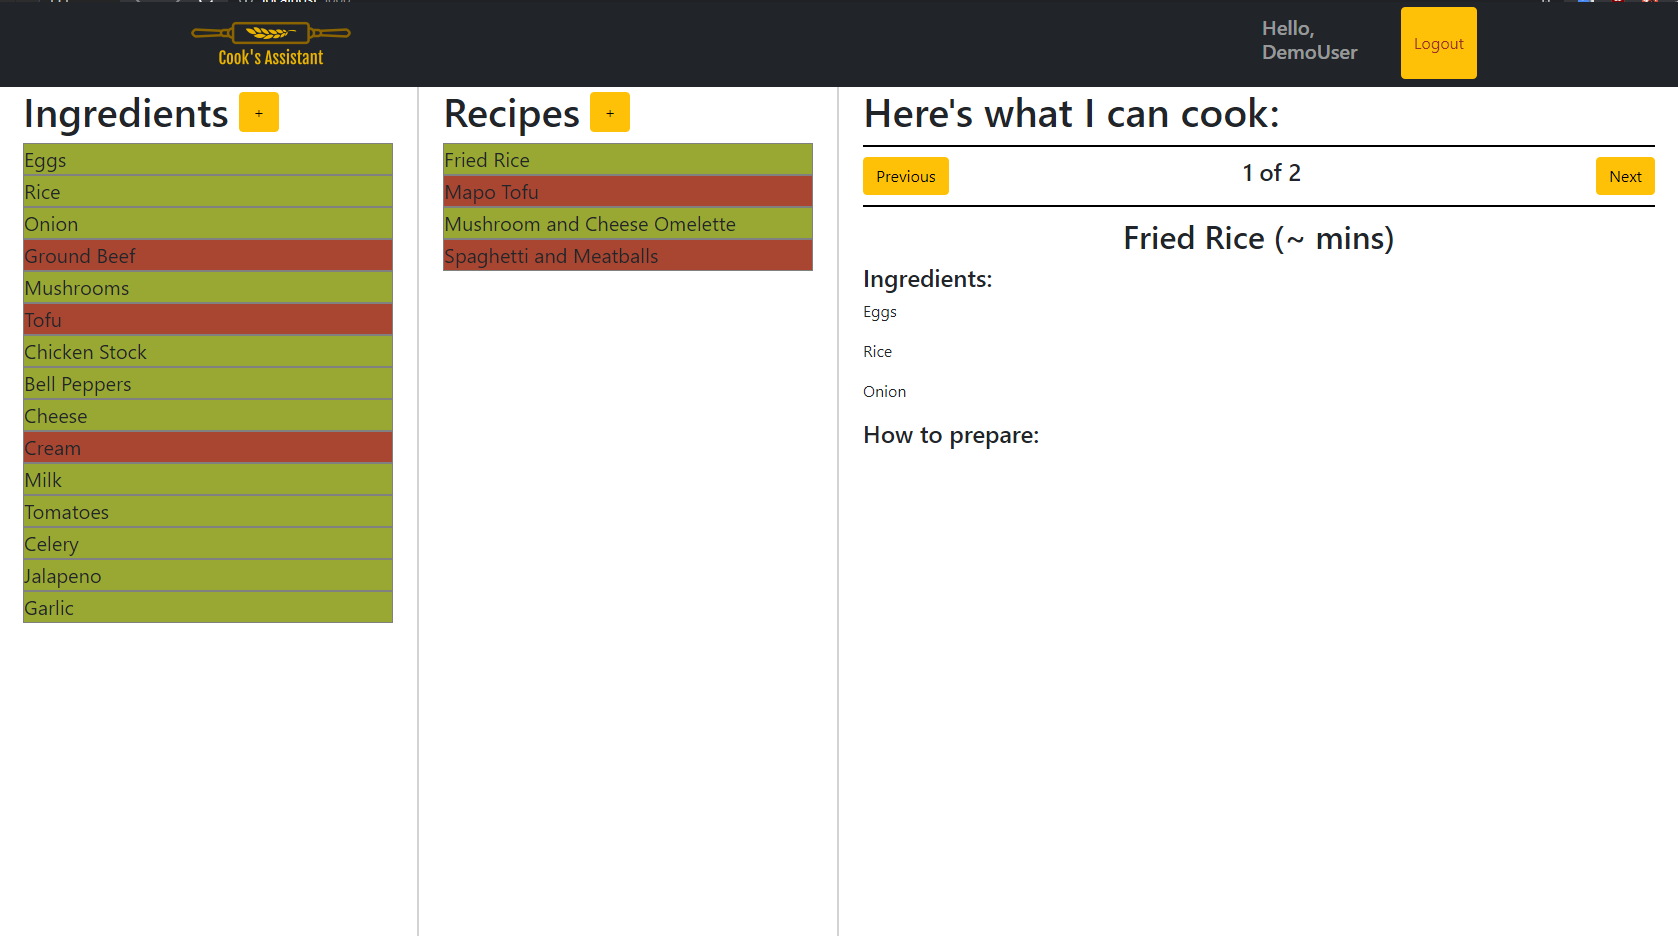 Cook's Assistant
Hello,
DemoUser
Logout
Ingredients +
Eggs
Rice
Onion
Ground Beef
Mushrooms
Tofu
Chicken Stock
Bell Peppers
Cheese
Cream
Milk
Tomatoes
Celery
Jalapeno
Garlic
Recipes +
Fried Rice
Mapo Tofu
Mushroom and Cheese Omelette
Spaghetti and Meatballs
Here's what I can cook:
Previous
1 of 2
Next
Fried Rice (~ mins)
Ingredients:
Eggs
Rice
Onion
How to prepare: